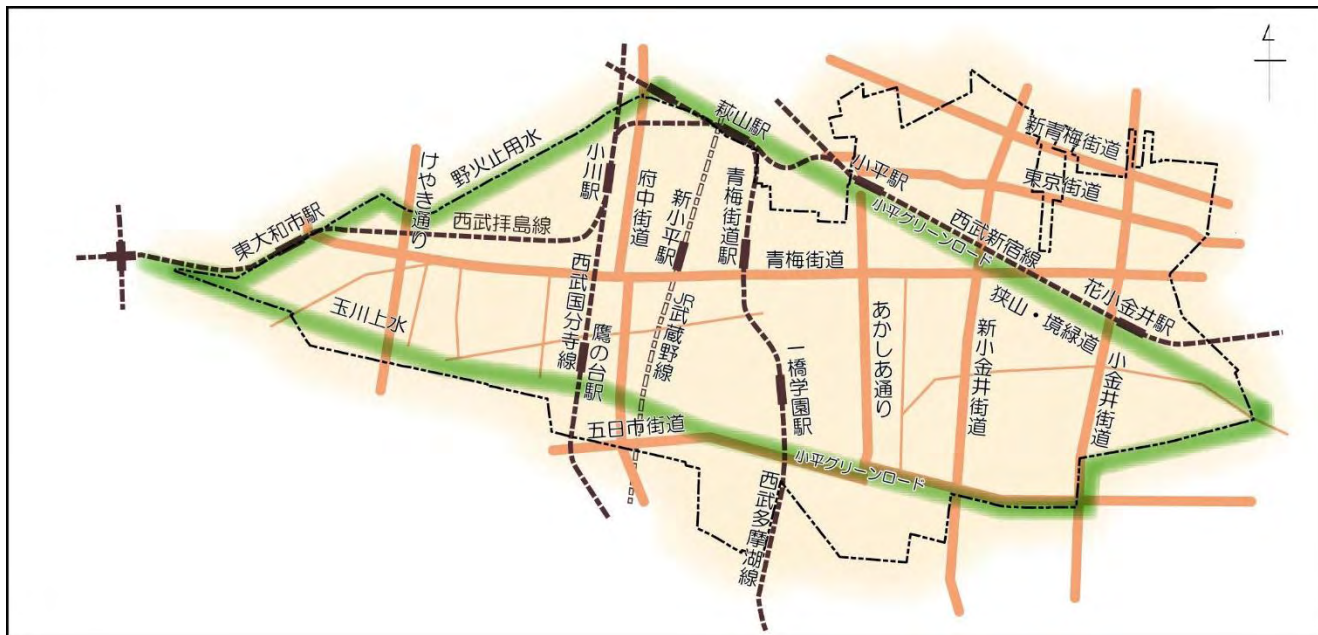 萩山駅
新青梅街道
東京街道
野火止用水
小川駅
府中街道
新小平駅
青梅街道駅
小平駅
小平グリーンロード
西武新宿線
けやき通り
東大和市駅
西武拝島線
青梅街道
花小金井駅
狭山・境緑道
玉川上水
西武国分寺線
鷹の台駅
JR武蔵野線
一橋学園駅
あかしあ通り
新小金井街道
小金井街道
五日市街道
小平グリーンロード
西武多摩湖線